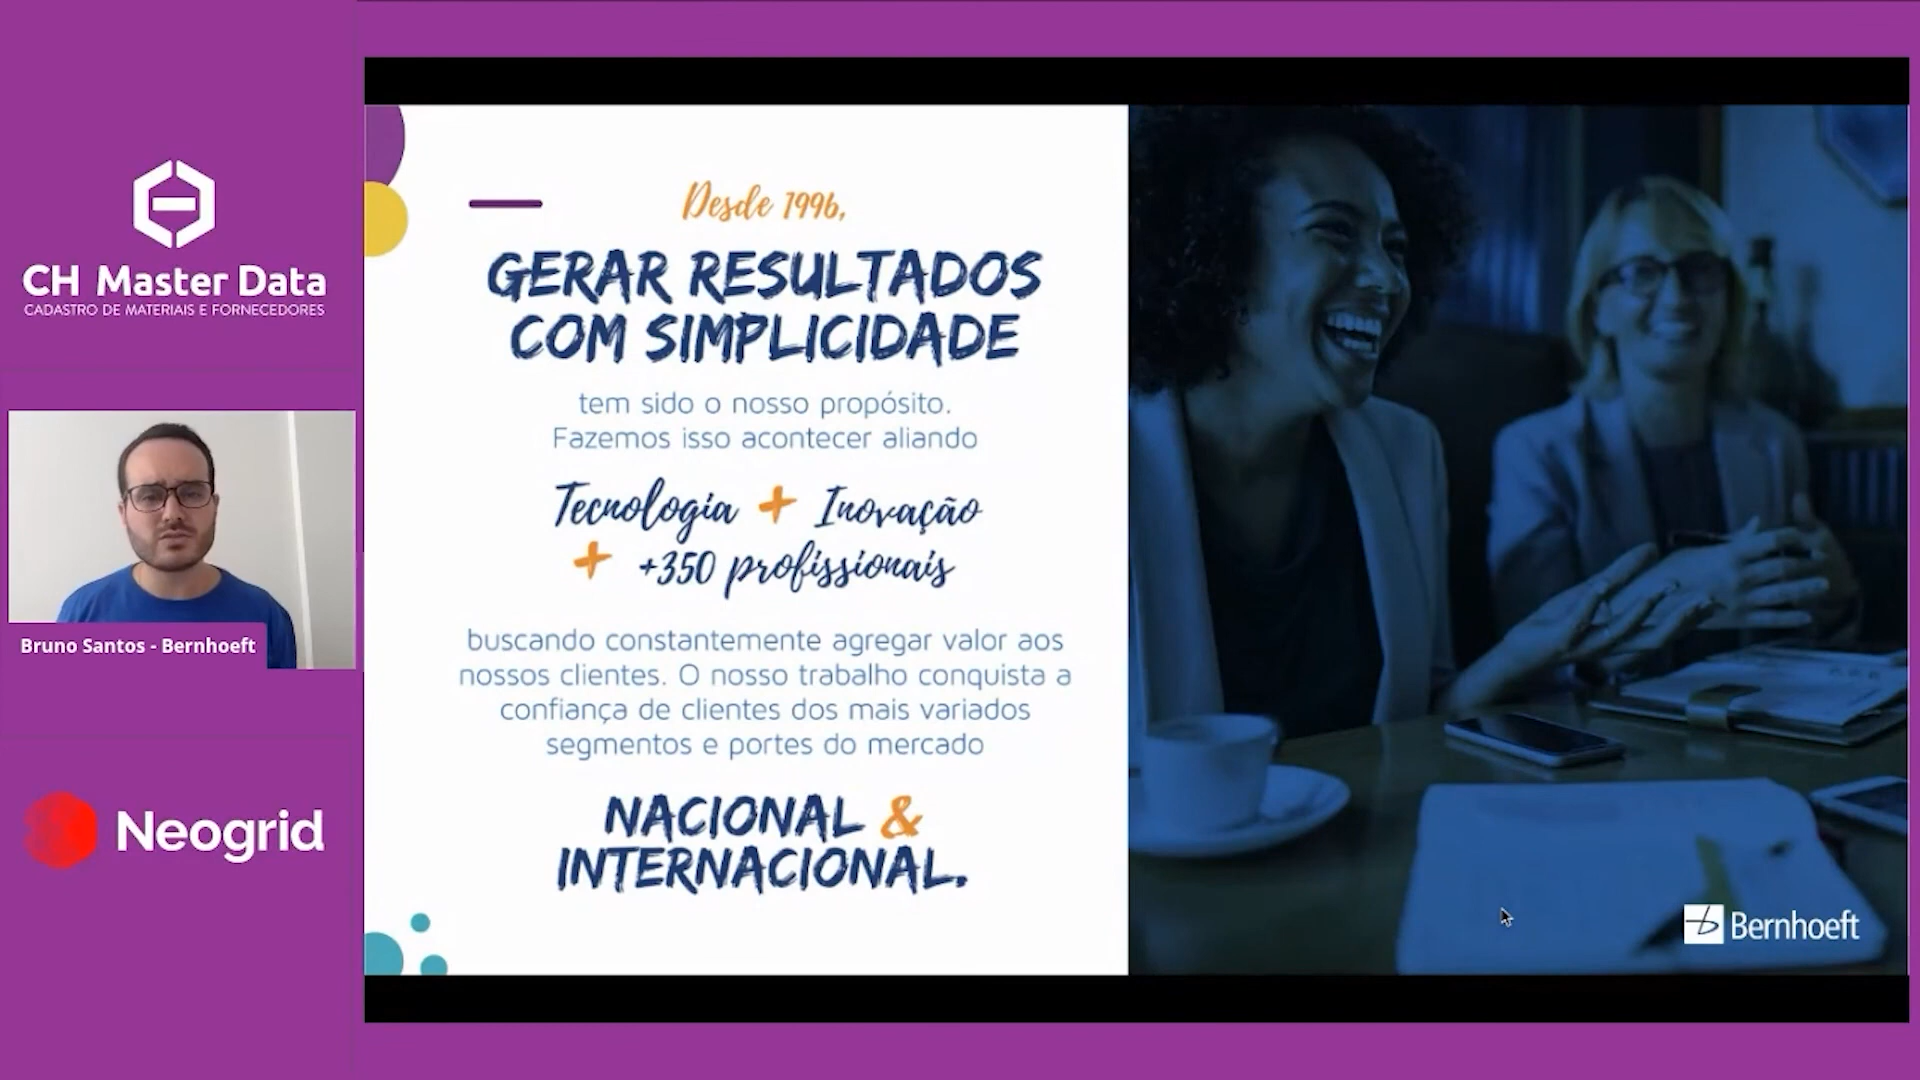 CH Master Data
CADASTRO DE MATERIAIS E FORNECEDORES
Bruno Santos - Bernhoeft
Neogrid
Desde 1996,
GERAR RESULTADOS
COM SIMPLICIDADE
tem sido o nosso propósito.
Fazemos isso acontecer aliando
Tecnologia + Inovação
+ +350 profissionais
buscando constantemente agregar valor aos
nossos clientes. O nosso trabalho conquista a
confiança de clientes dos mais variados
segmentos e portes do mercado
NACIONAL &
INTERNACIONAL.
Bernhoeft